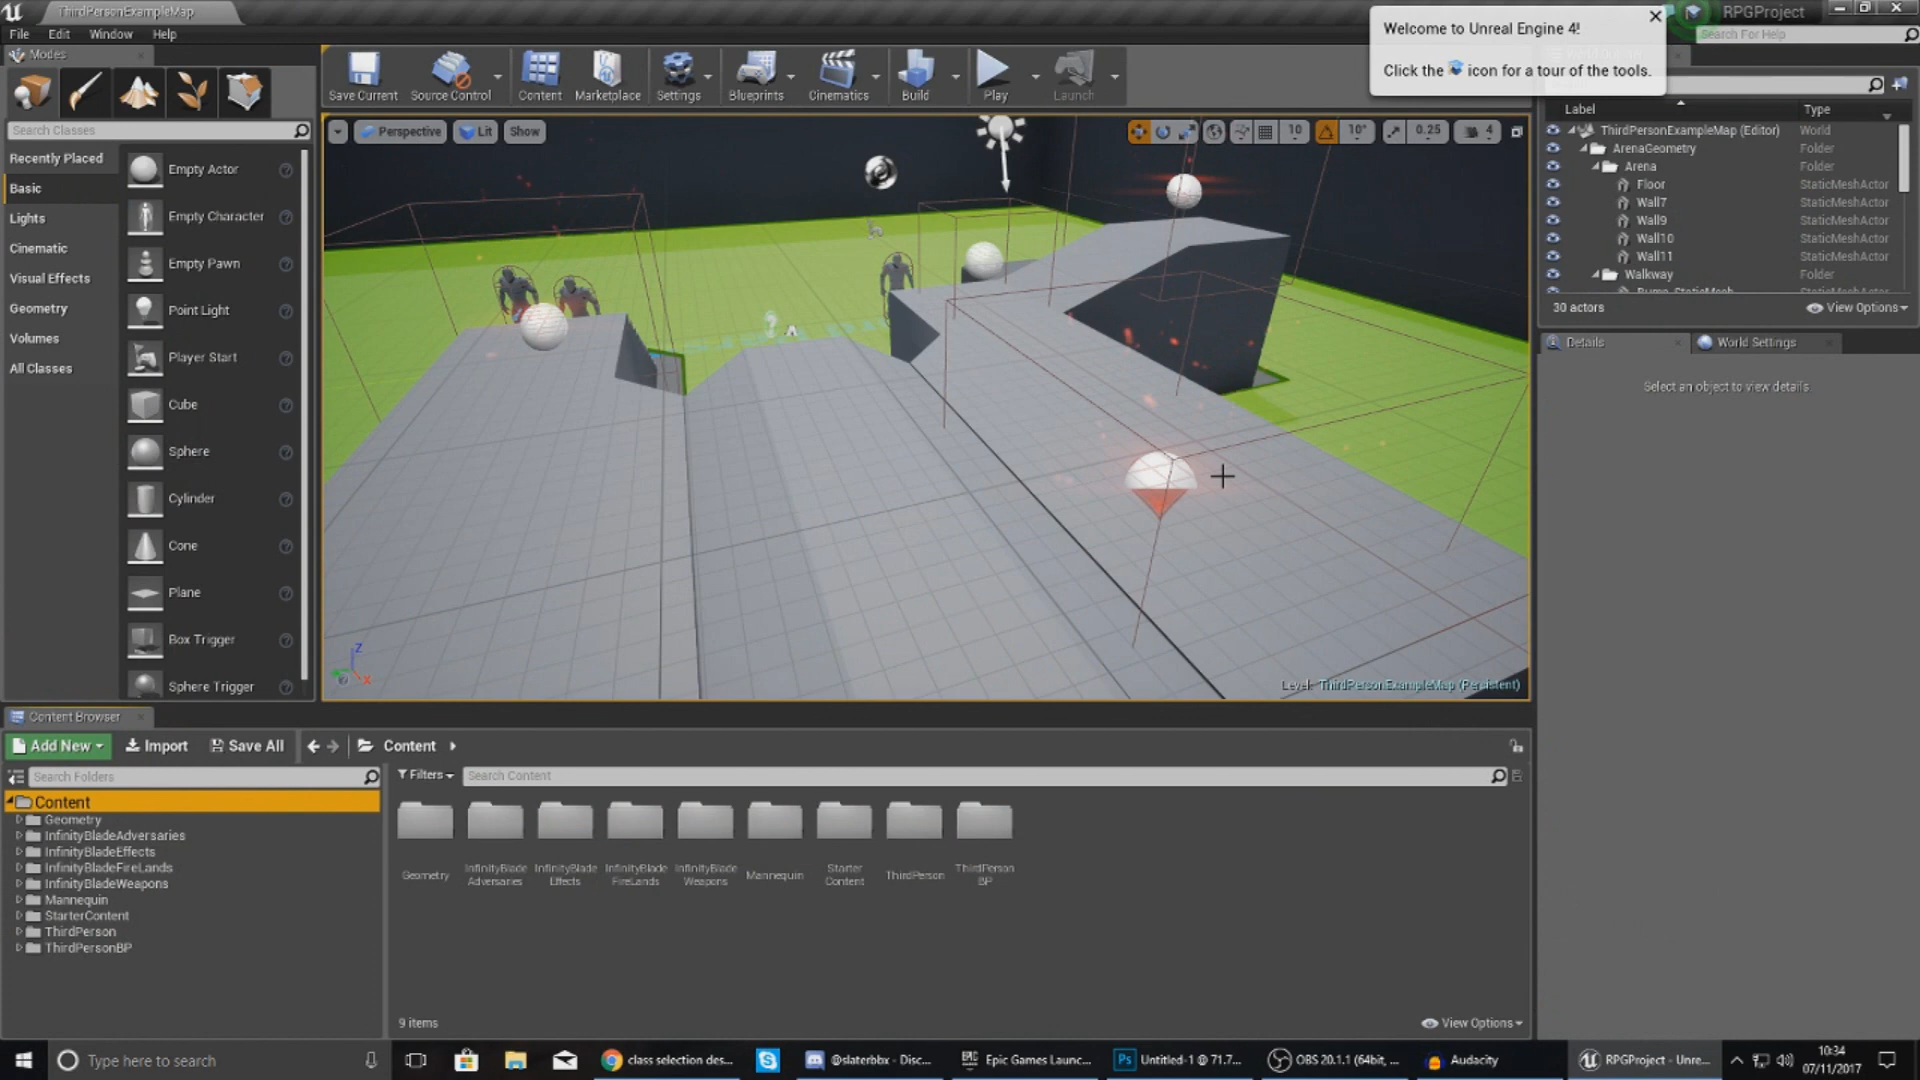 ThirdPersonExampleMap
RPGProject
File Edit Window Help
Search For Help
Welcome to Unreal Engine 4!
Click the icon for a tour of the tools.
Modes
Save Current Source Control Content Marketplace Settings Blueprints Cinematics Build Play Launch
Search Classes
Recently Placed
Basic
Lights
Cinematic
Visual Effects
Geometry
Volumes
All Classes
Empty Actor
Empty Character
Empty Pawn
Point Light
Player Start
Cube
Sphere
Cylinder
Cone
Plane
Box Trigger
Sphere Trigger
Perspective Lit Show
10 10° 0.25 4
Z
X
Level: ThirdPersonExampleMap (Persistent)
Label Type
ThirdPersonExampleMap (Editor) World
ArenaGeometry Folder
Arena Folder
Floor StaticMeshActor
Wall7 StaticMeshActor
Wall9 StaticMeshActor
Wall10 StaticMeshActor
Wall11 StaticMeshActor
Walkway Folder
Bump_StaticMesh StaticMeshActor
30 actors View Options
Details World Settings
Select an object to view details
Content Browser
Add New Import Save All Content
Search Folders
Filters Search Content
Content
Geometry
InfinityBladeAdversaries
InfinityBladeEffects
InfinityBladeFireLands
InfinityBladeWeapons
Mannequin
StarterContent
ThirdPerson
ThirdPersonBP
Geometry
InfinityBlade
Adversaries
InfinityBlade
Effects
InfinityBlade
FireLands
InfinityBlade
Weapons
Mannequin
Starter
Content
ThirdPerson
ThirdPerson
BP
9 items View Options
Type here to search
class selection des...
@slaterbbx - Disc...
Epic Games Launc...
Ps Untitled-1 @ 71.7...
OBS 20.1.1 (64bit, ...
Audacity
RPGProject - Unre...
10:34
07/11/2017